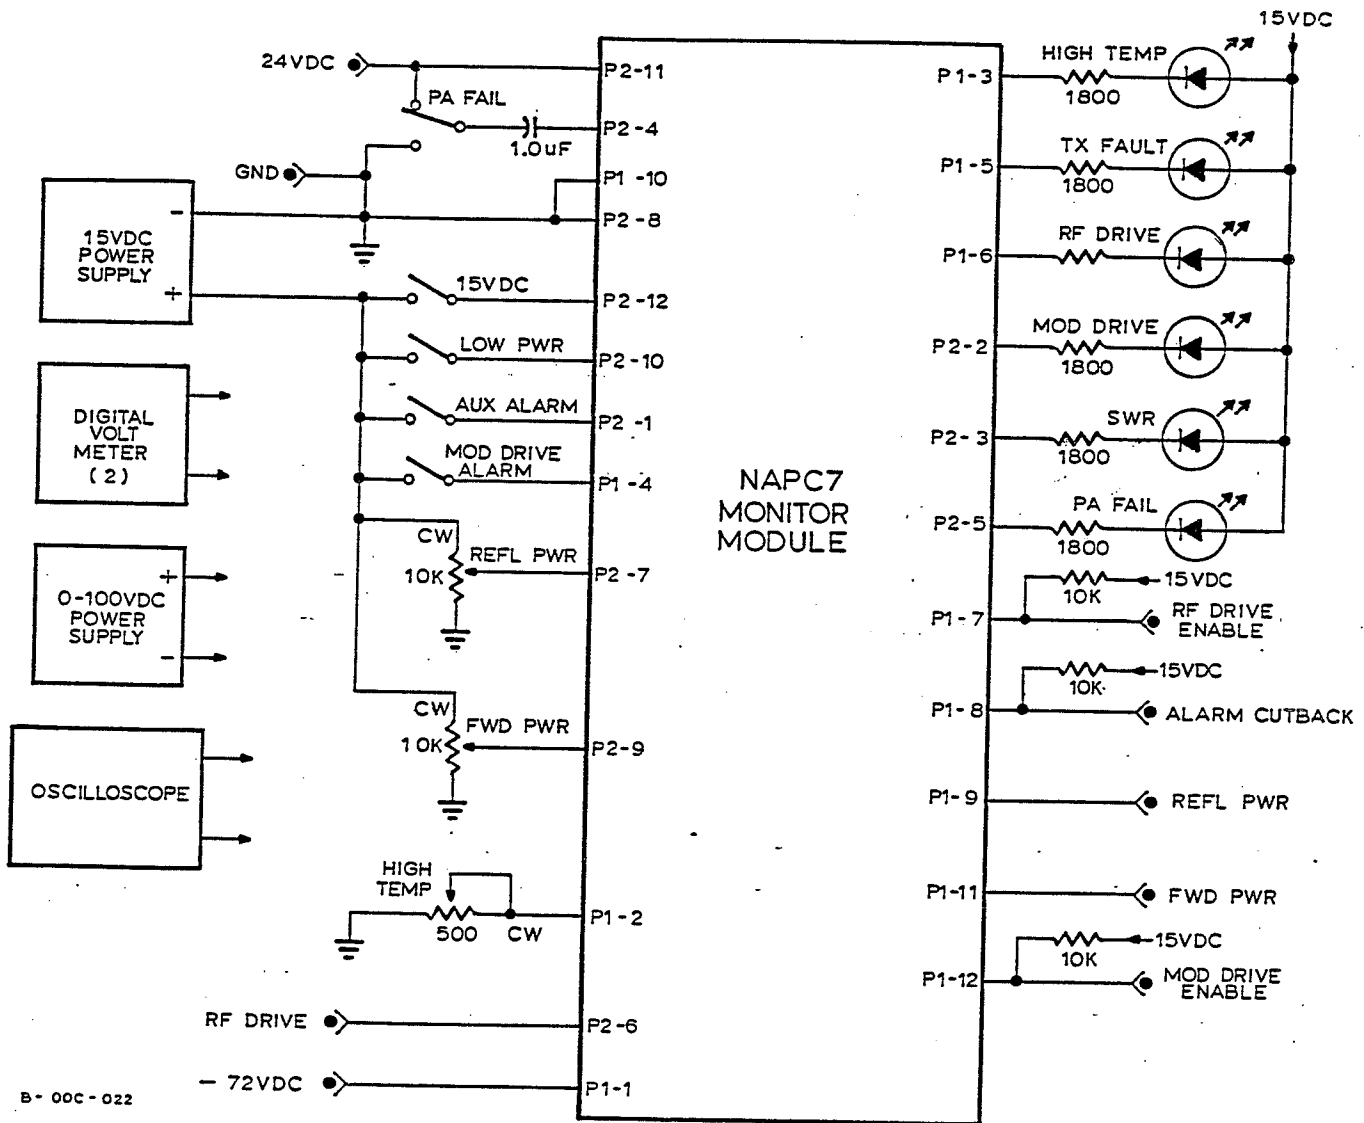 15VDC
24VDC
P2-11
PA FAIL
P2-4
1.0uF
GND
P1-10
P2-8
-
15VDC
POWER
SUPPLY
+
15VDC
P2-12
LOW PWR
P2-10
AUX ALARM
P2-1
MOD DRIVE
ALARM
P1-4
DIGITAL
VOLT
METER
(2)
CW
REFL PWR
10K
P2-7
+
0-100VDC
POWER
SUPPLY
-
CW
FWD PWR
10K
P2-9
OSCILLOSCOPE
HIGH
TEMP
500
CW
P1-2
RF DRIVE
P2-6
- 72VDC
P1-1
B-00C-022
NAPC7
MONITOR
MODULE
P1-3
HIGH TEMP
1800
P1-5
TX FAULT
1800
P1-6
RF DRIVE
P2-2
MOD DRIVE
1800
P2-3
SWR
1800
P2-5
PA FAIL
1800
15VDC
10K
P1-7
RF DRIVE
ENABLE
15VDC
10K
P1-8
ALARM CUTBACK
P1-9
REFL PWR
P1-11
FWD PWR
15VDC
10K
P1-12
MOD DRIVE
ENABLE